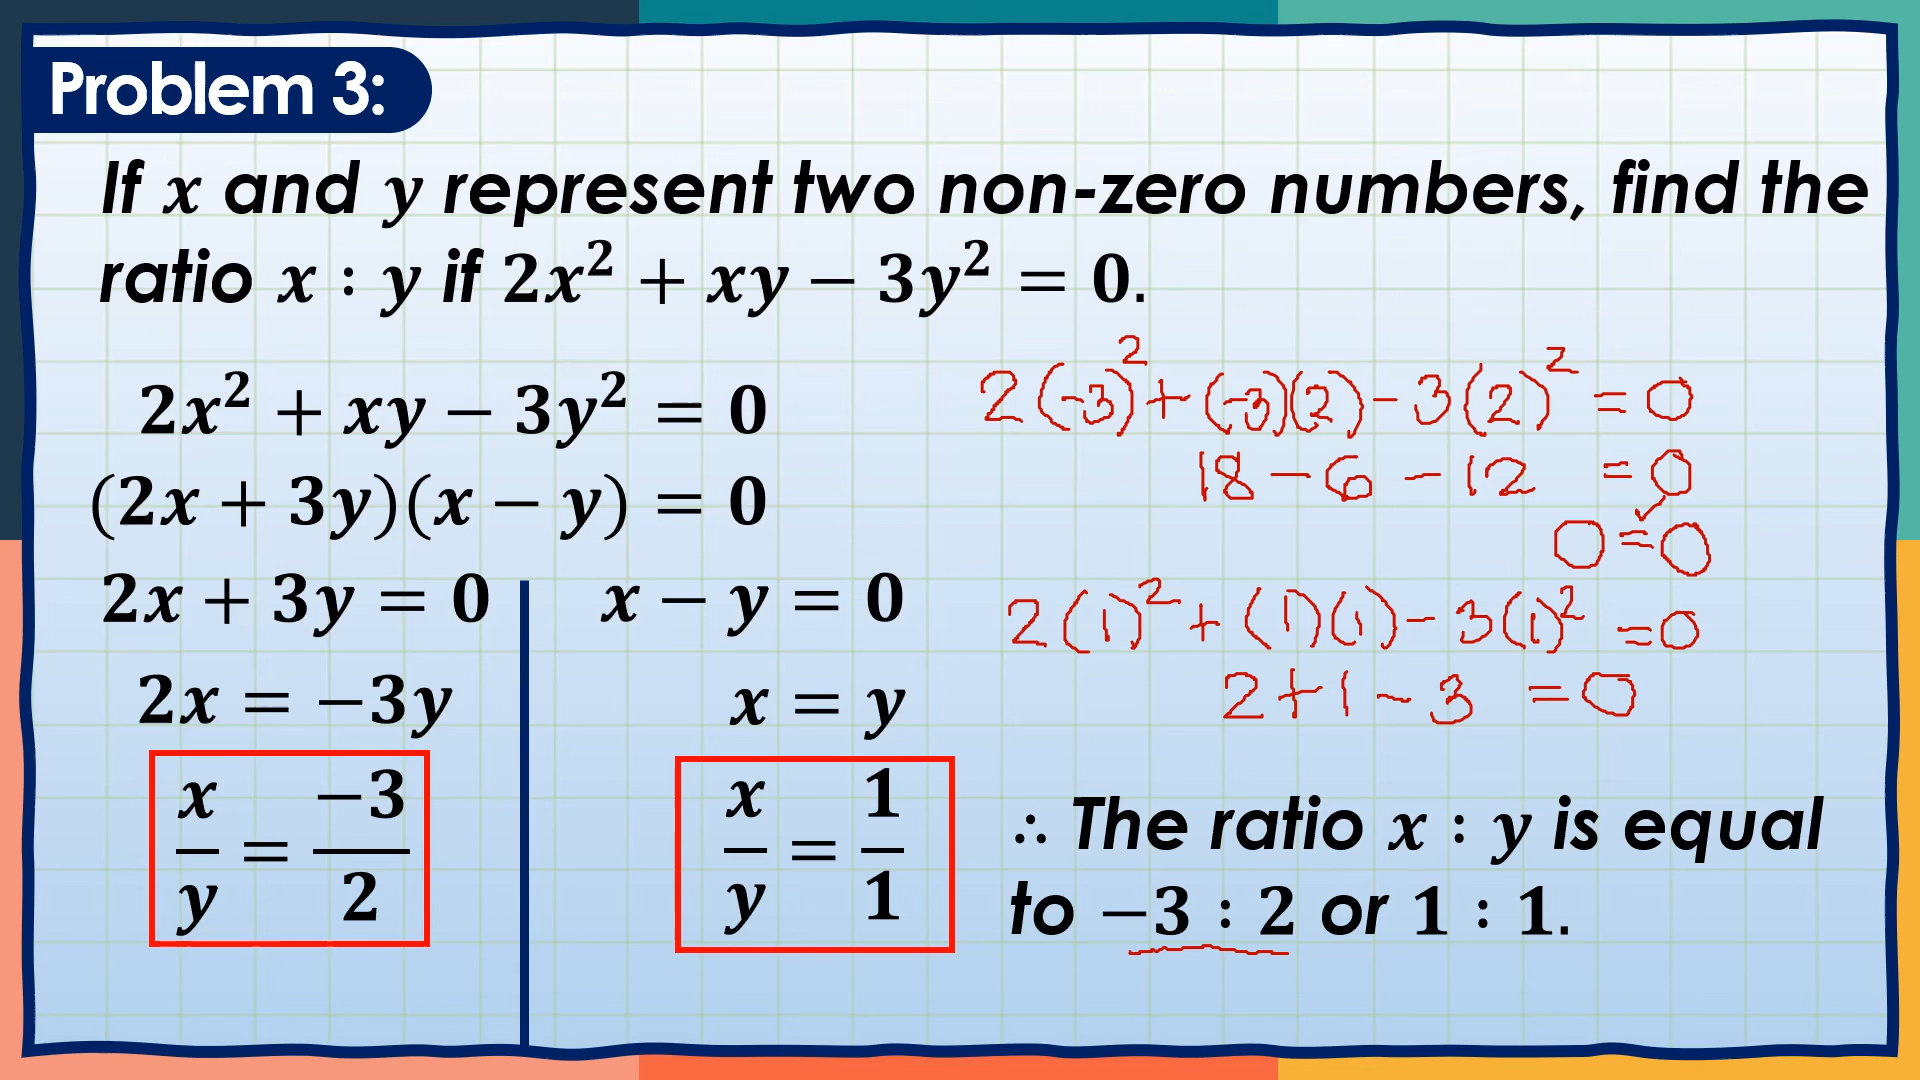 Problem 3:
If x and y represent two non-zero numbers, find the
ratio x : y if 2x² + xy − 3y² = 0.
2x² + xy − 3y² = 0
(2x + 3y)(x − y) = 0
2x + 3y = 0
2x = −3y
x/y = −3/2
x − y = 0
x = y
x/y = 1/1
2(-3)² + (-3)(2) - 3(2)² = 0
18 - 6 - 12 = 0
0 = 0
2(1)² + (1)(1) - 3(1)² = 0
2 + 1 - 3 = 0
∴ The ratio x : y is equal
to −3 : 2 or 1 : 1.